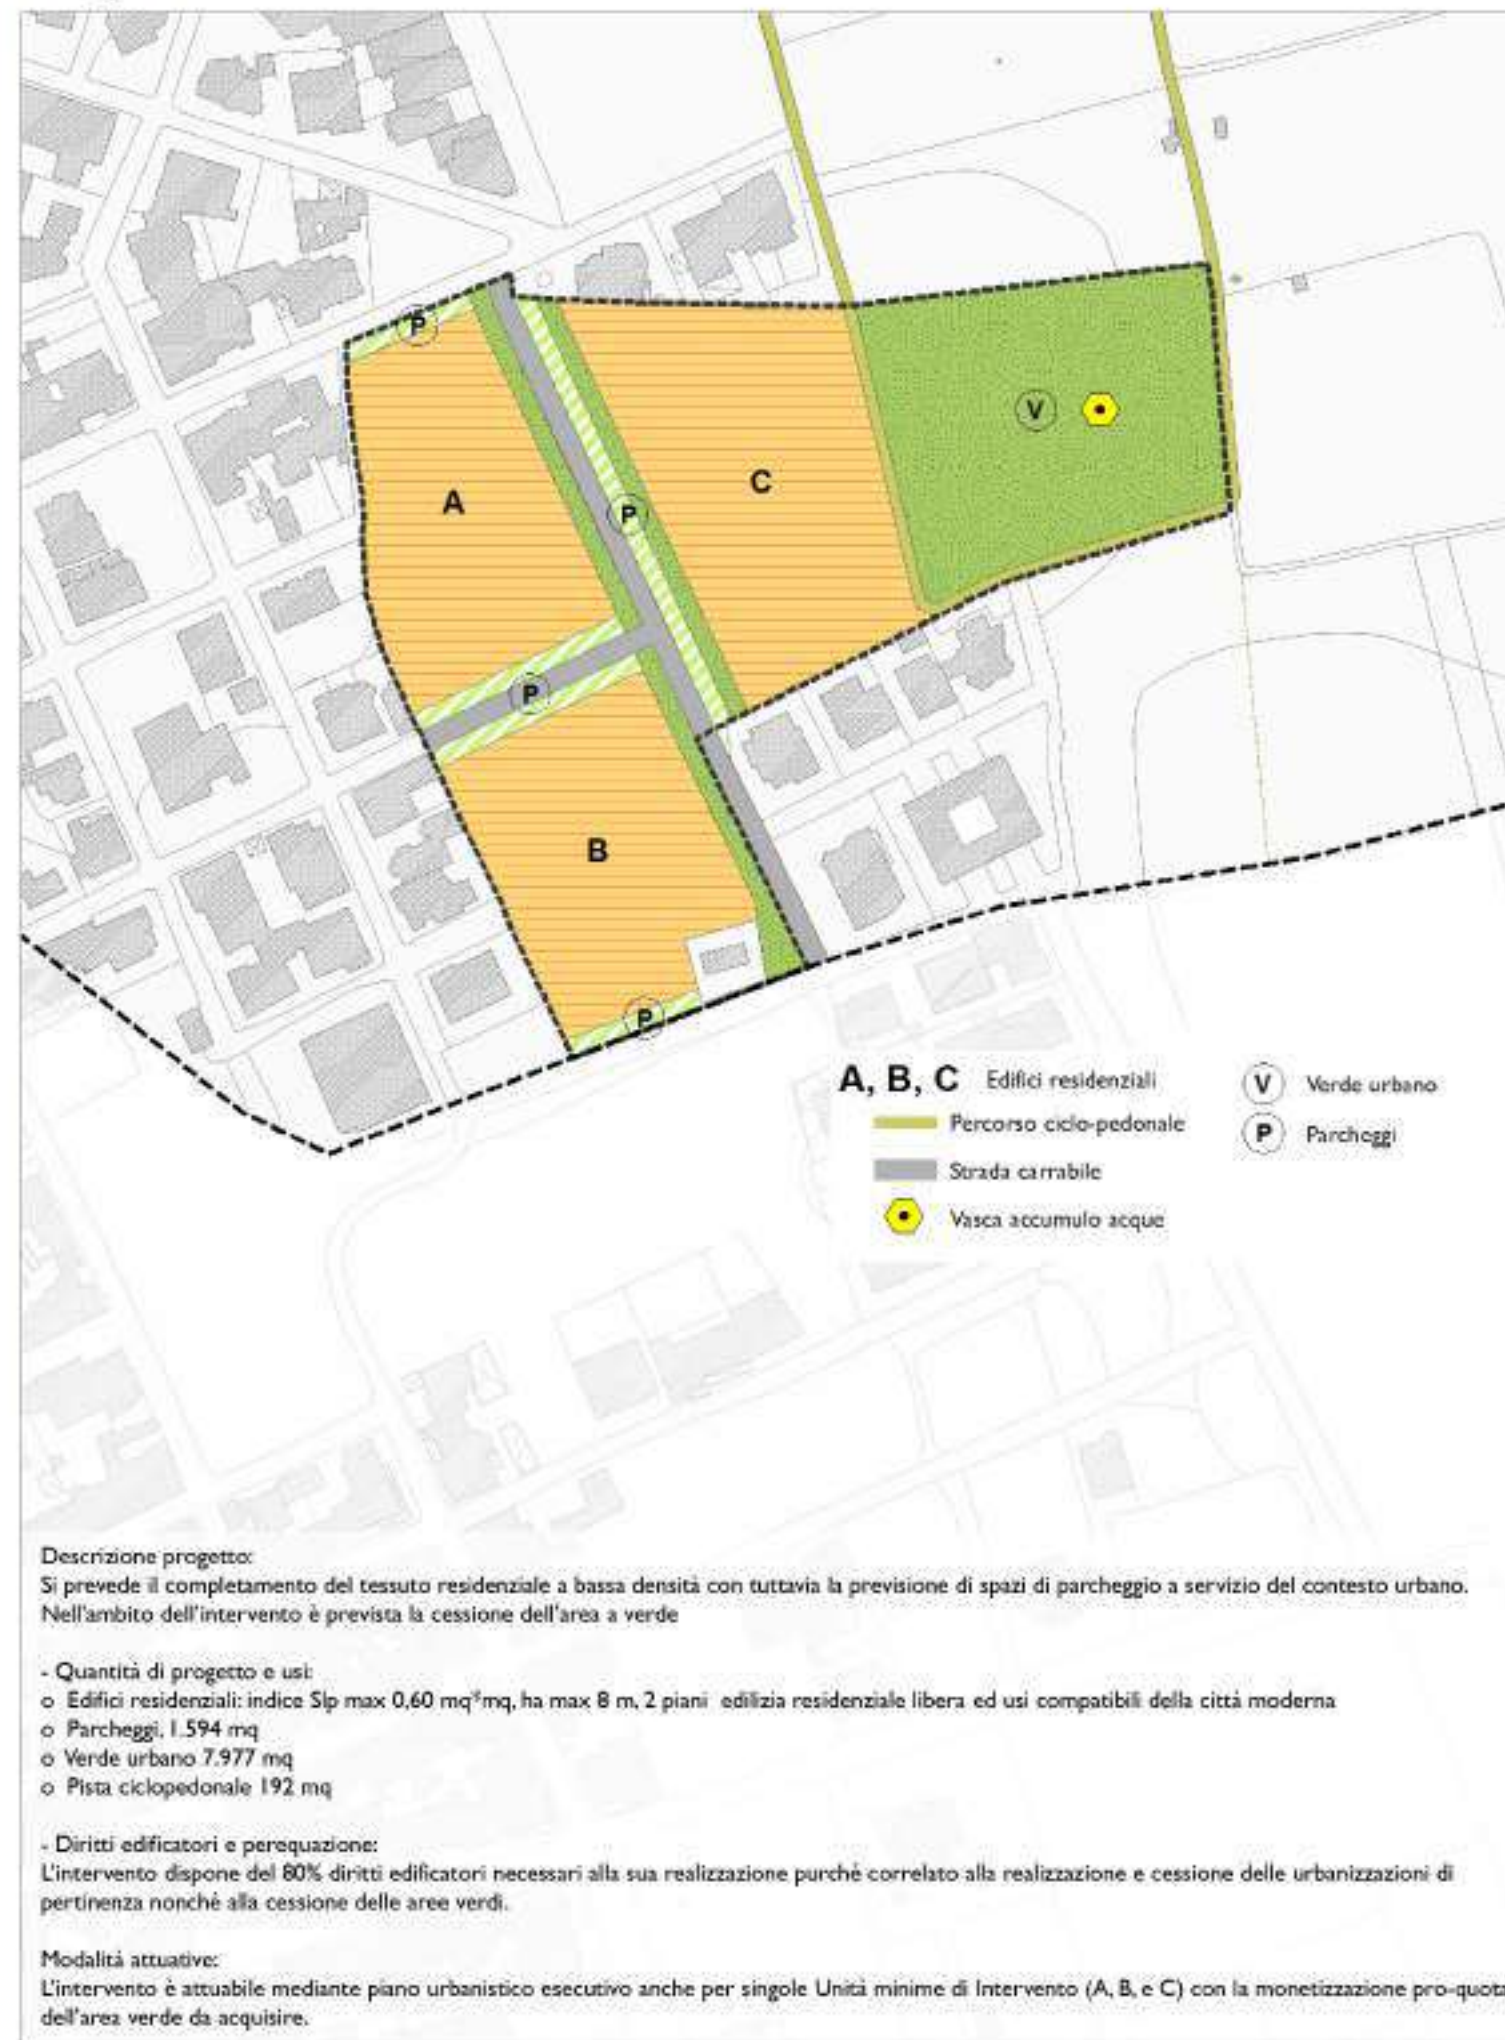 P
V
C
A
P
P
B
P
A, B, C Edifici residenziali
Percorso ciclo-pedonale
Strada carrabile
Vasca accumulo acque
V Verde urbano
P Parcheggi
Descrizione progetto:
Si prevede il completamento del tessuto residenziale a bassa densità con tuttavia la previsione di spazi di parcheggio a servizio del contesto urbano.
Nell'ambito dell'intervento è prevista la cessione dell'area a verde
- Quantità di progetto e usi:
o Edifici residenziali: indice Slp max 0,60 mq*mq, ha max 8 m, 2 piani edilizia residenziale libera ed usi compatibili della città moderna
o Parcheggi, 1.594 mq
o Verde urbano 7.977 mq
o Pista ciclopedonale 192 mq
- Diritti edificatori e perequazione:
L'intervento dispone del 80% diritti edificatori necessari alla sua realizzazione purchè correlato alla realizzazione e cessione delle urbanizzazioni di
pertinenza nonchè alla cessione delle aree verdi.
Modalità attuative:
L'intervento è attuabile mediante piano urbanistico esecutivo anche per singole Unità minime di Intervento (A, B, e C) con la monetizzazione pro-quota
dell'area verde da acquisire.